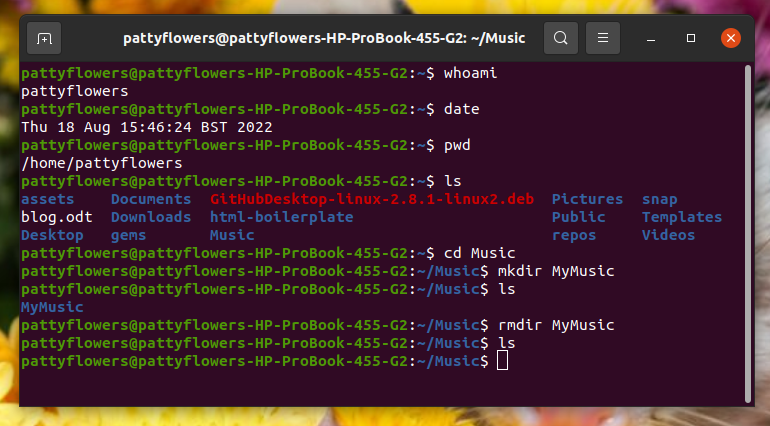 pattyflowers@pattyflowers-HP-ProBook-455-G2: ~/Music
pattyflowers@pattyflowers-HP-ProBook-455-G2:~$ whoami
pattyflowers
pattyflowers@pattyflowers-HP-ProBook-455-G2:~$ date
Thu 18 Aug 15:46:24 BST 2022
pattyflowers@pattyflowers-HP-ProBook-455-G2:~$ pwd
/home/pattyflowers
pattyflowers@pattyflowers-HP-ProBook-455-G2:~$ ls
assets Documents GitHubDesktop-linux-2.8.1-linux2.deb Pictures snap
blog.odt Downloads html-boilerplate Public Templates
Desktop gems Music repos Videos
pattyflowers@pattyflowers-HP-ProBook-455-G2:~$ cd Music
pattyflowers@pattyflowers-HP-ProBook-455-G2:~/Music$ mkdir MyMusic
pattyflowers@pattyflowers-HP-ProBook-455-G2:~/Music$ ls
MyMusic
pattyflowers@pattyflowers-HP-ProBook-455-G2:~/Music$ rmdir MyMusic
pattyflowers@pattyflowers-HP-ProBook-455-G2:~/Music$ ls
pattyflowers@pattyflowers-HP-ProBook-455-G2:~/Music$